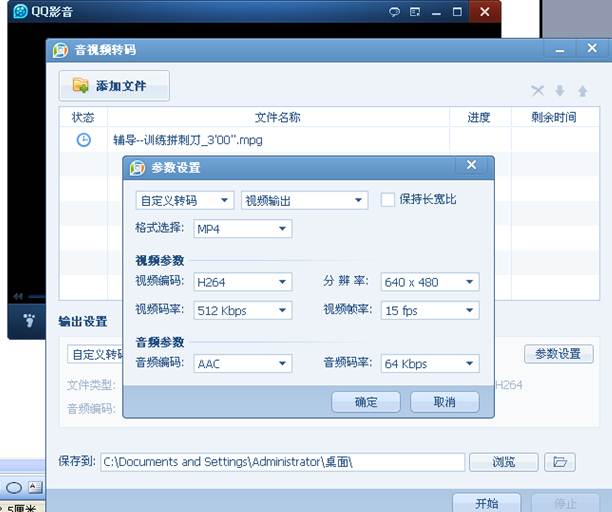 QQ影音
音视频转码
添加文件
状态 文件名称 进度 剩余时间
辅导--训练拼刺刀_3'00".mpg
参数设置
自定义转码 视频输出 保持长宽比
格式选择: MP4
视频参数
视频编码: H264 分 辨 率: 640 x 480
视频码率: 512 Kbps 视频帧率: 15 fps
音频参数
音频编码: AAC 音频码率: 64 Kbps
确定 取消
输出设置
自定义转码 参数设置
文件类型: H264
音频编码:
保存到: C:\Documents and Settings\Administrator\桌面\ 浏览
开始 停止
5厘米